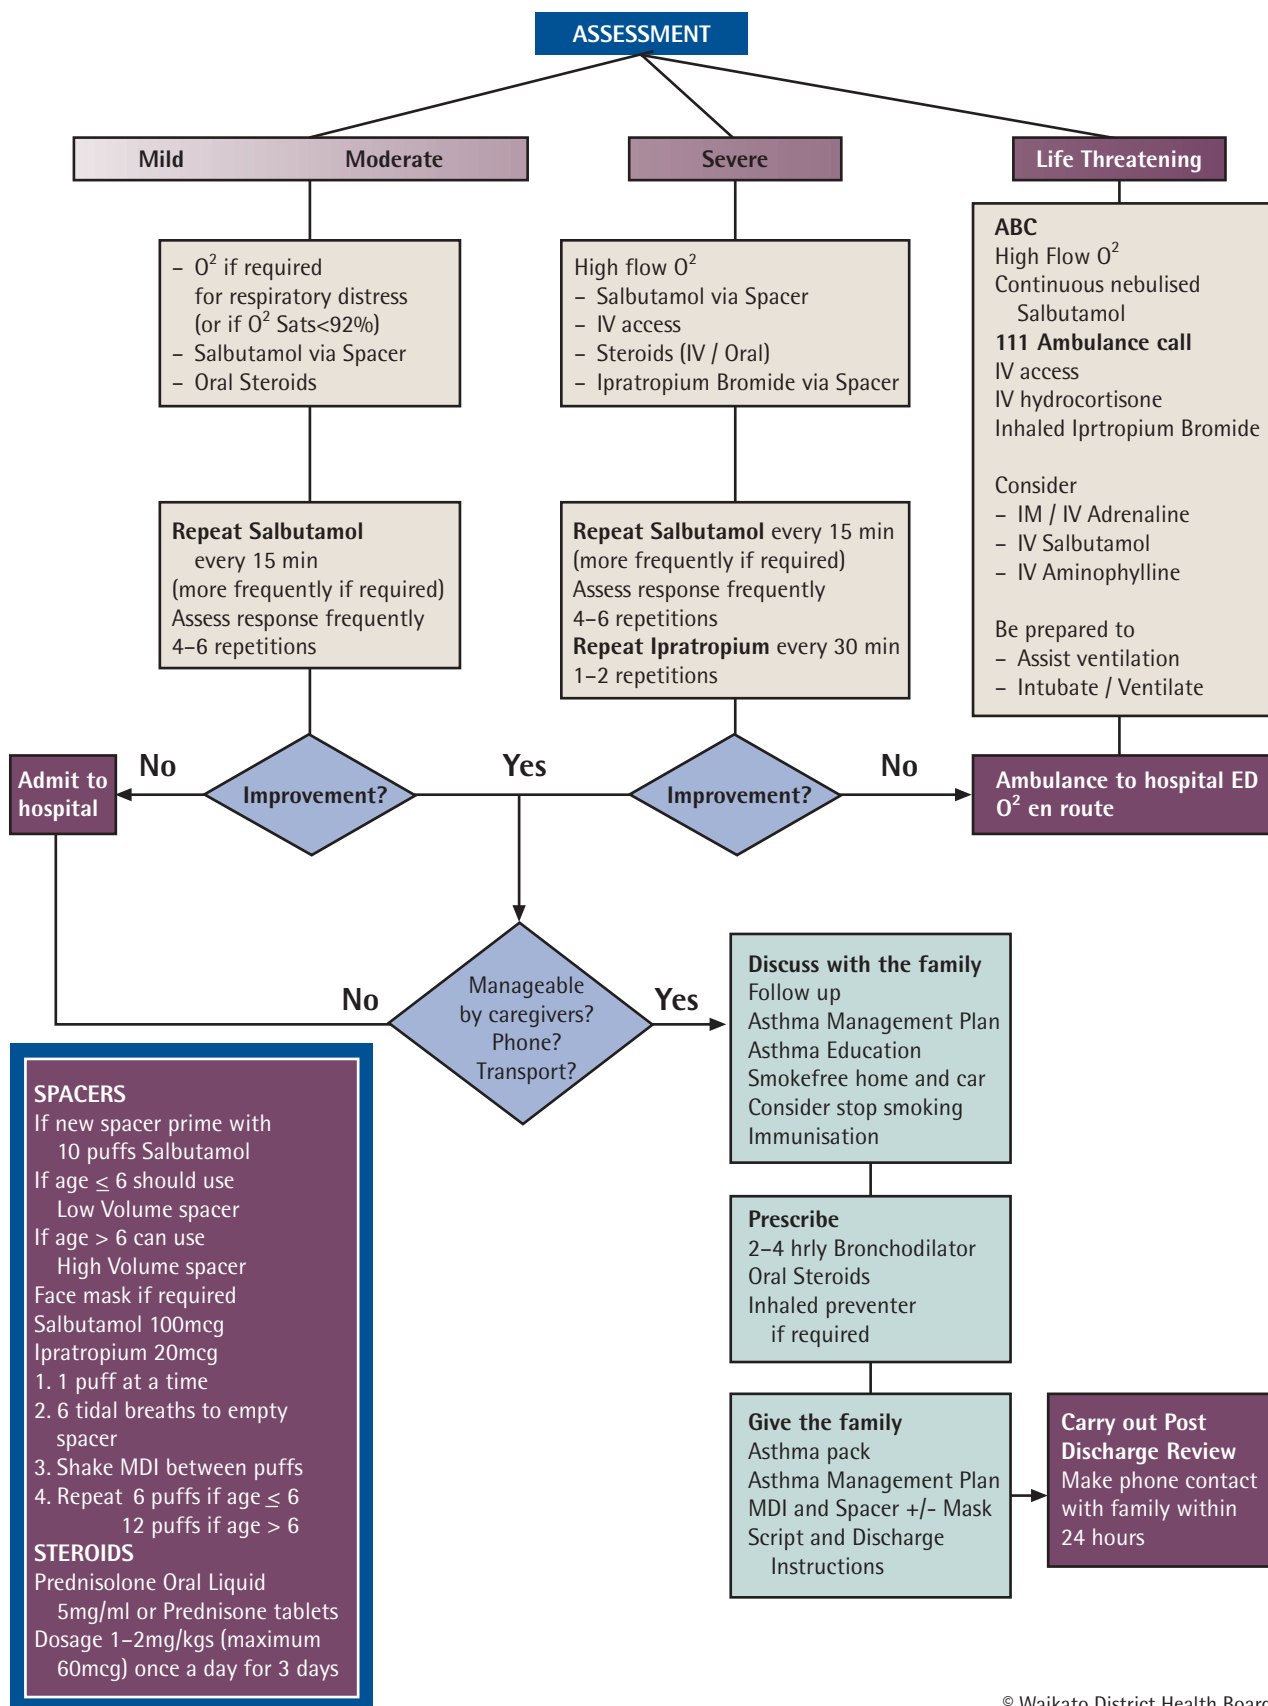 ASSESSMENT
Mild
Moderate
Severe
Life Threatening
– O² if required
for respiratory distress
(or if O² Sats<92%)
– Salbutamol via Spacer
– Oral Steroids
High flow O²
– Salbutamol via Spacer
– IV access
– Steroids (IV / Oral)
– Ipratropium Bromide via Spacer
ABC
High Flow O²
Continuous nebulised
Salbutamol
111 Ambulance call
IV access
IV hydrocortisone
Inhaled Iprtropium Bromide
Consider
– IM / IV Adrenaline
– IV Salbutamol
– IV Aminophylline
Be prepared to
– Assist ventilation
– Intubate / Ventilate
Repeat Salbutamol
every 15 min
(more frequently if required)
Assess response frequently
4–6 repetitions
Repeat Salbutamol every 15 min
(more frequently if required)
Assess response frequently
4–6 repetitions
Repeat Ipratropium every 30 min
1–2 repetitions
Admit to
hospital
No
Improvement?
Yes
Improvement?
No
Ambulance to hospital ED
O² en route
No
Manageable
by caregivers?
Phone?
Transport?
Yes
Discuss with the family
Follow up
Asthma Management Plan
Asthma Education
Smokefree home and car
Consider stop smoking
Immunisation
Prescribe
2–4 hrly Bronchodilator
Oral Steroids
Inhaled preventer
if required
Give the family
Asthma pack
Asthma Management Plan
MDI and Spacer +/- Mask
Script and Discharge
Instructions
Carry out Post
Discharge Review
Make phone contact
with family within
24 hours
SPACERS
If new spacer prime with
10 puffs Salbutamol
If age ≤ 6 should use
Low Volume spacer
If age > 6 can use
High Volume spacer
Face mask if required
Salbutamol 100mcg
Ipratropium 20mcg
1. 1 puff at a time
2. 6 tidal breaths to empty
spacer
3. Shake MDI between puffs
4. Repeat 6 puffs if age ≤ 6
12 puffs if age > 6
STEROIDS
Prednisolone Oral Liquid
5mg/ml or Prednisone tablets
Dosage 1–2mg/kgs (maximum
60mcg) once a day for 3 days
© Waikato District Health Board